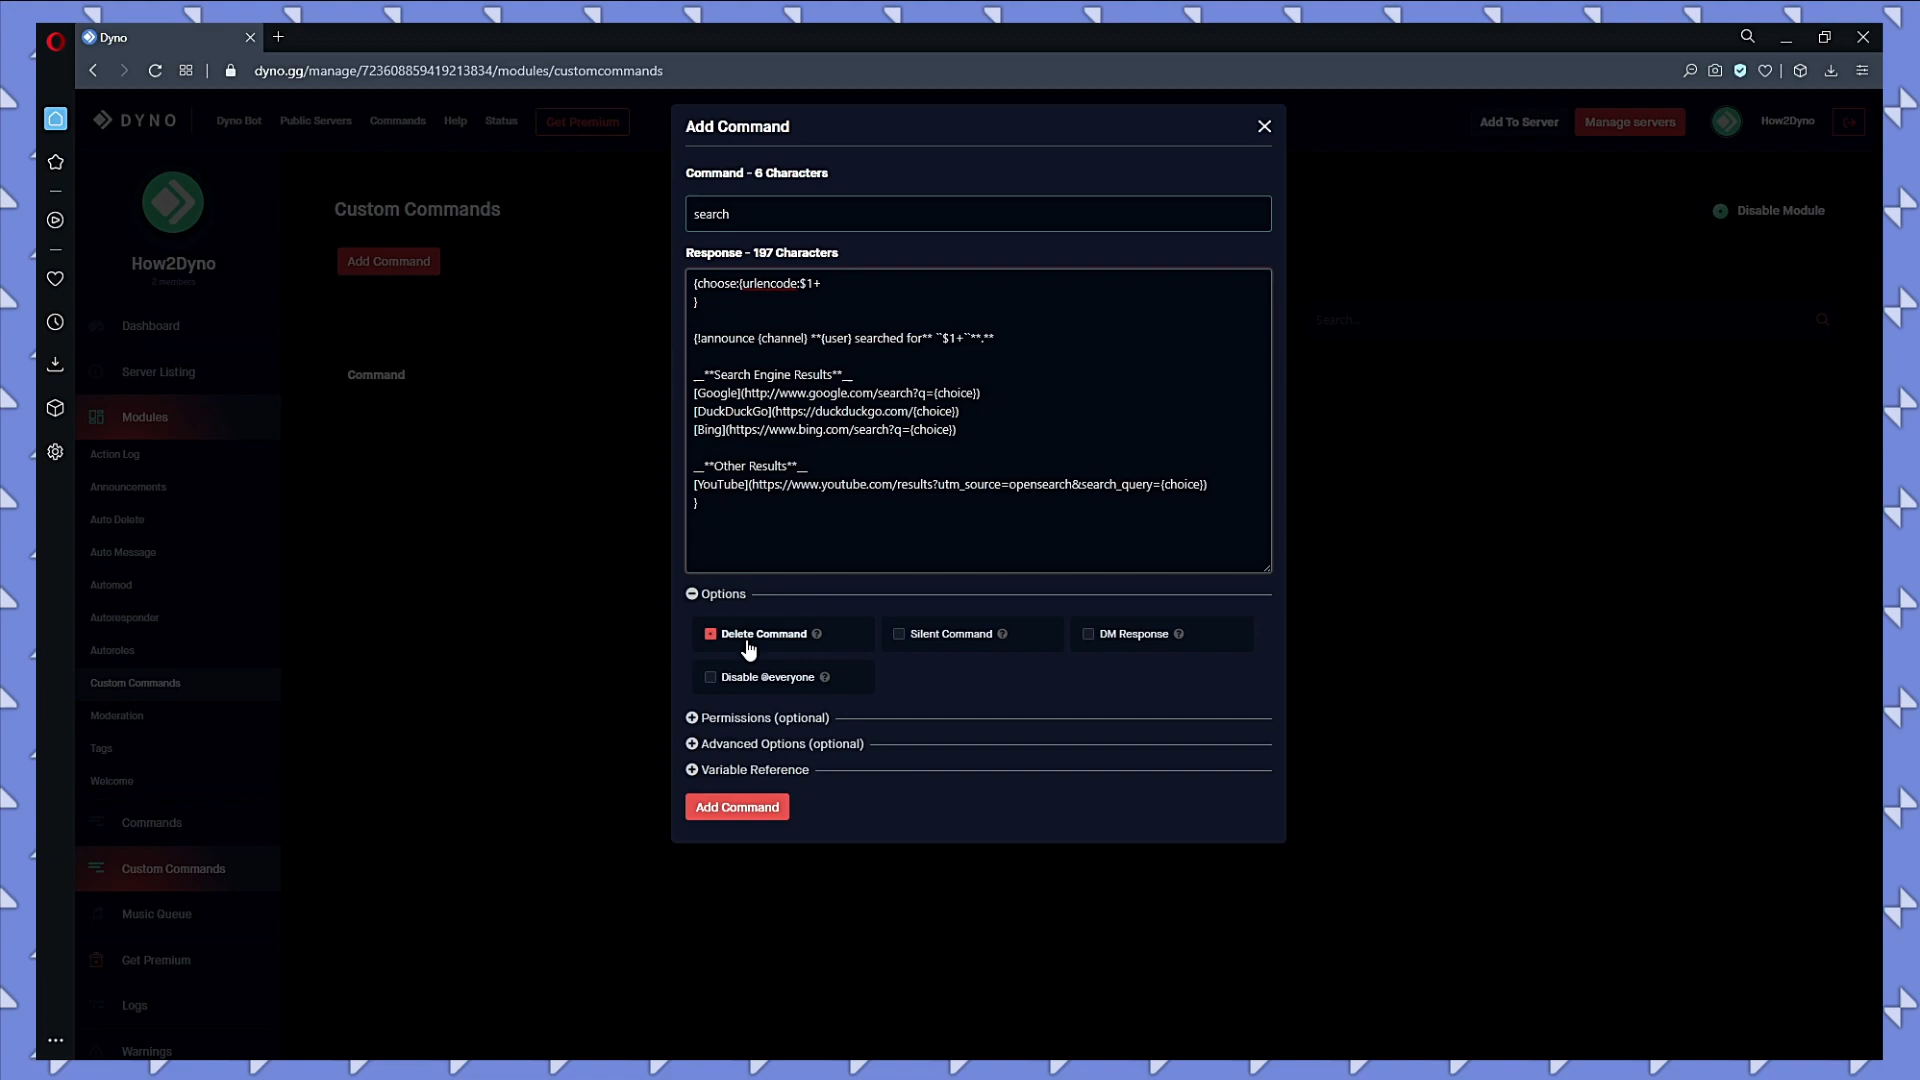 Dyno
dyno.gg/manage/723608859419213834/modules/customcommands
DYNO
Dyno Bot
Public Servers
Commands
Help
Status
Get Premium
Add To Server
Manage servers
How2Dyno
How2Dyno
2 members
Dashboard
Server Listing
Modules
Action Log
Announcements
Auto Delete
Auto Message
Automod
Autoresponder
Autoroles
Custom Commands
Moderation
Tags
Welcome
Commands
Custom Commands
Music Queue
Get Premium
Logs
Warnings
Custom Commands
Disable Module
Add Command
Search...
Command
Add Command
Command - 6 Characters
search
Response - 197 Characters
{choose:{urlencode:$1+
}
{!announce {channel} **{user} searched for** ``$1+``**.**
__**Search Engine Results**__
[Google](http://www.google.com/search?q={choice})
[DuckDuckGo](https://duckduckgo.com/{choice})
[Bing](https://www.bing.com/search?q={choice})
__**Other Results**__
[YouTube](https://www.youtube.com/results?utm_source=opensearch&search_query={choice})
}
Options
Delete Command
Silent Command
DM Response
Disable @everyone
Permissions (optional)
Advanced Options (optional)
Variable Reference
Add Command